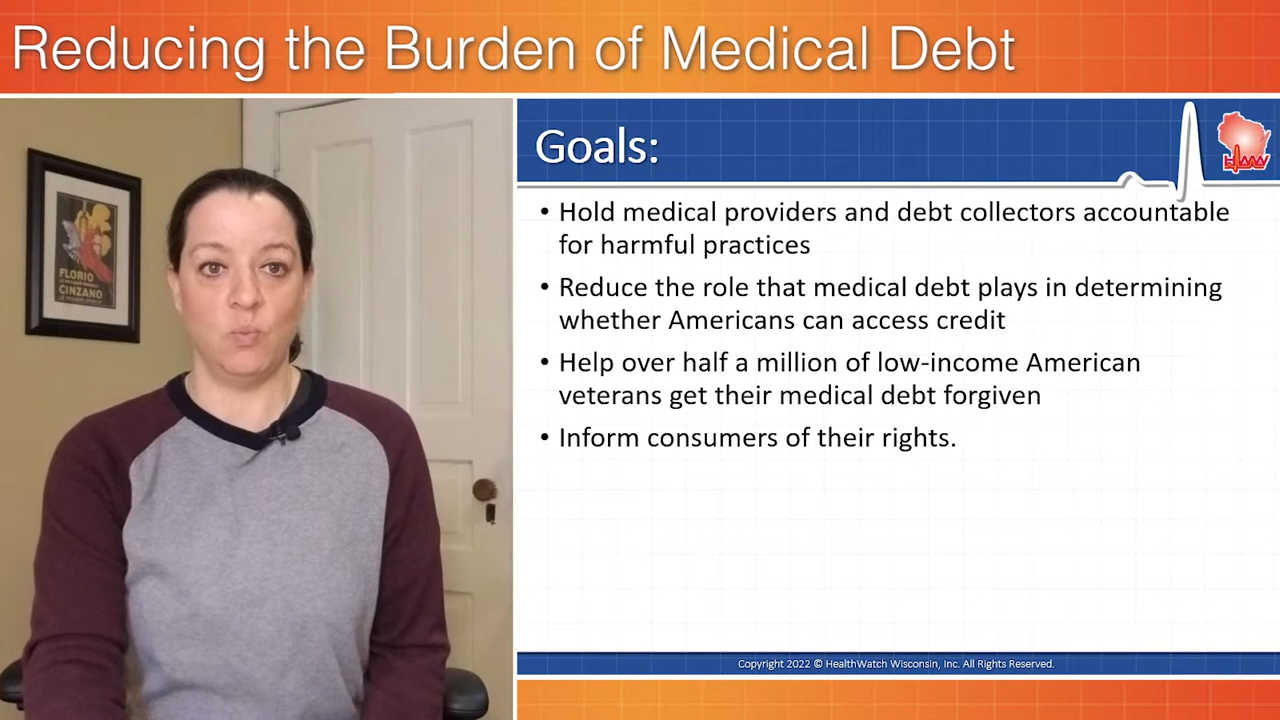 Reducing the Burden of Medical Debt
FLORIO
CINZANO
Goals:
• Hold medical providers and debt collectors accountable
for harmful practices
• Reduce the role that medical debt plays in determining
whether Americans can access credit
• Help over half a million of low-income American
veterans get their medical debt forgiven
• Inform consumers of their rights.
Copyright 2022 © HealthWatch Wisconsin, Inc. All Rights Reserved.